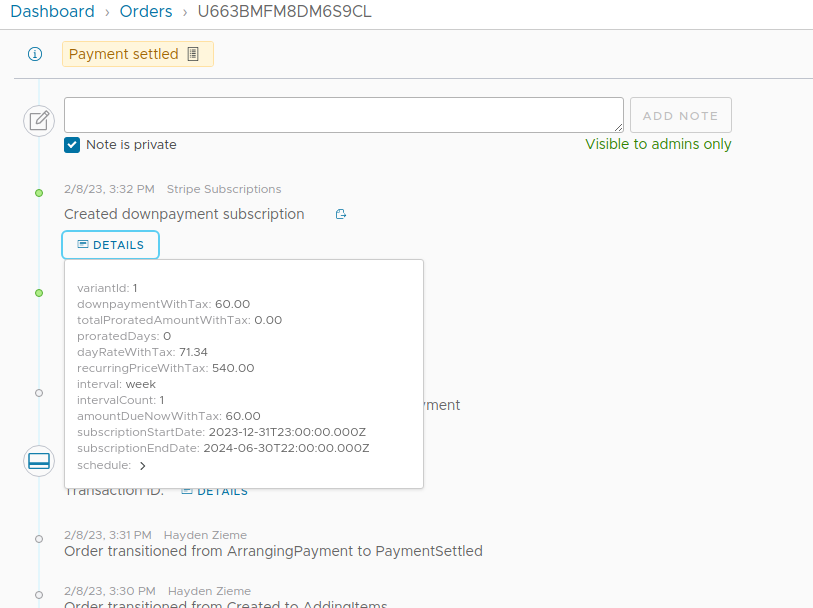 Dashboard › Orders › U663BMFM8DM6S9CL
Payment settled
ADD NOTE
Note is private
Visible to admins only
2/8/23, 3:32 PM Stripe Subscriptions
Created downpayment subscription
DETAILS
variantId: 1
downpaymentWithTax: 60.00
totalProratedAmountWithTax: 0.00
proratedDays: 0
dayRateWithTax: 71.34
recurringPriceWithTax: 540.00
interval: week
intervalCount: 1
yment
amountDueNowWithTax: 60.00
subscriptionStartDate: 2023-12-31T23:00:00.000Z
subscriptionEndDate: 2024-06-30T22:00:00.000Z
schedule:
Transaction ID: DETAILS
2/8/23, 3:31 PM Hayden Zieme
Order transitioned from ArrangingPayment to PaymentSettled
2/8/23, 3:30 PM Hayden Zieme
Order transitioned from Created to AddingItems